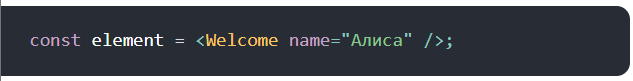 const element = <Welcome name="Алиса" />;